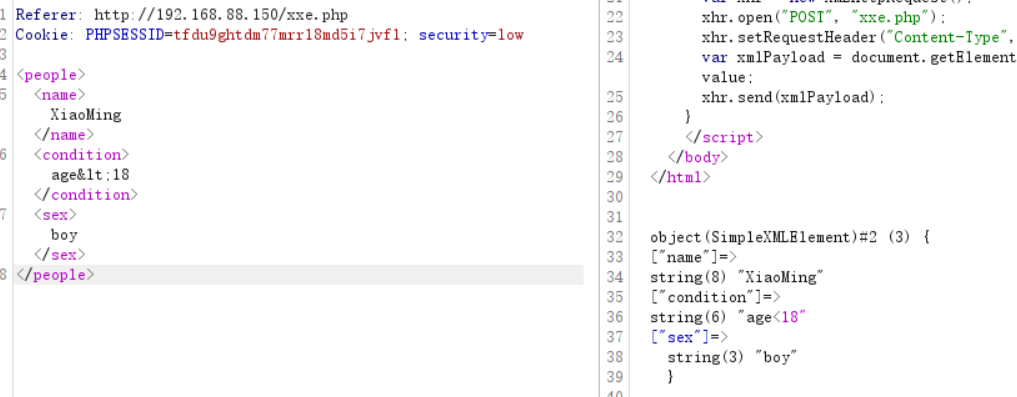 1 Referer: http://192.168.88.150/xxe.php
2 Cookie: PHPSESSID=tfdu9ghtdm77mrr18md5i7jvf1; security=low
3
4 <people>
5 <name>
XiaoMing
</name>
6 <condition>
age&lt;18
</condition>
7 <sex>
boy
</sex>
8 </people>
22 xhr.open("POST", "xxe.php");
23 xhr.setRequestHeader("Content-Type",
24 var xmlPayload = document.getElement
value;
25 xhr.send(xmlPayload);
26 }
27 </script>
28 </body>
29 </html>
30
31
32 object(SimpleXMLElement)#2 (3) {
33 ["name"]=>
34 string(8) "XiaoMing"
35 ["condition"]=>
36 string(6) "age<18"
37 ["sex"]=>
38 string(3) "boy"
39 }